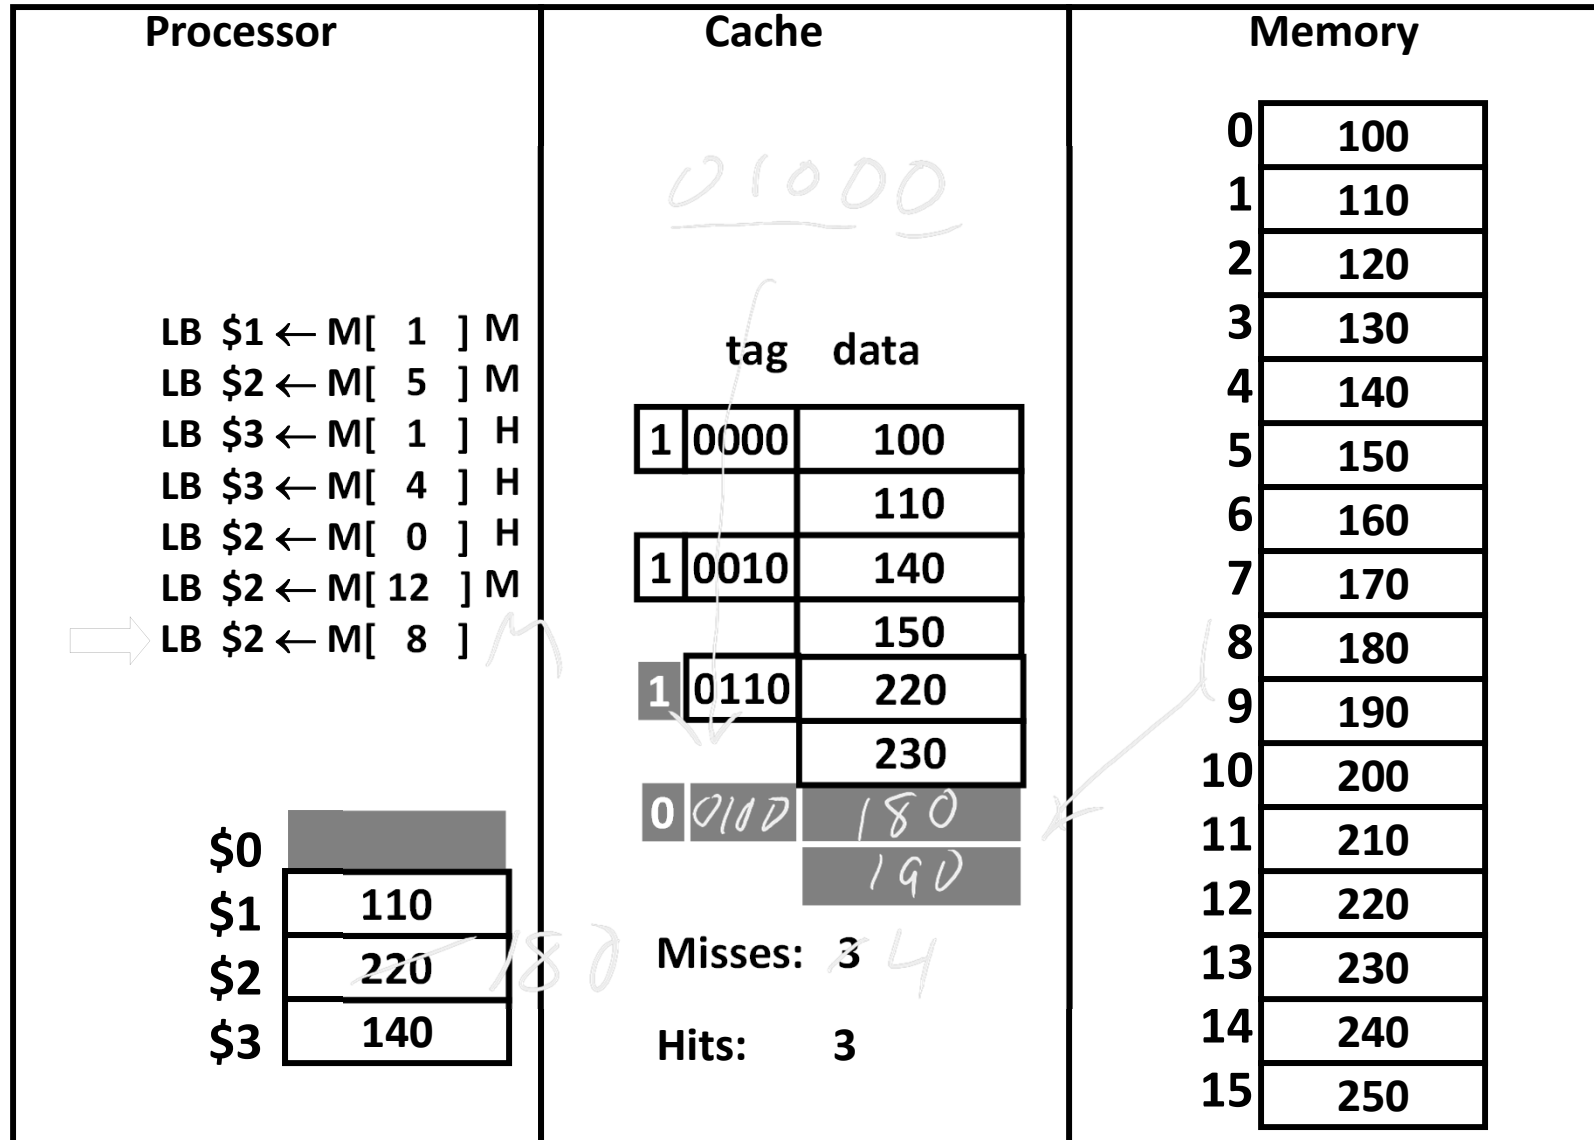 Processor
LB $1 ← M[ 1 ] M
LB $2 ← M[ 5 ] M
LB $3 ← M[ 1 ] H
LB $3 ← M[ 4 ] H
LB $2 ← M[ 0 ] H
LB $2 ← M[ 12 ] M
LB $2 ← M[ 8 ] M
$0
$1 110
$2 220 180
$3 140
Cache
01000
tag data
1 0000 100
110
1 0010 140
150
1 0110 220
230
0 0100 180
190
Misses: 3 4
Hits: 3
Memory
0 100
1 110
2 120
3 130
4 140
5 150
6 160
7 170
8 180
9 190
10 200
11 210
12 220
13 230
14 240
15 250